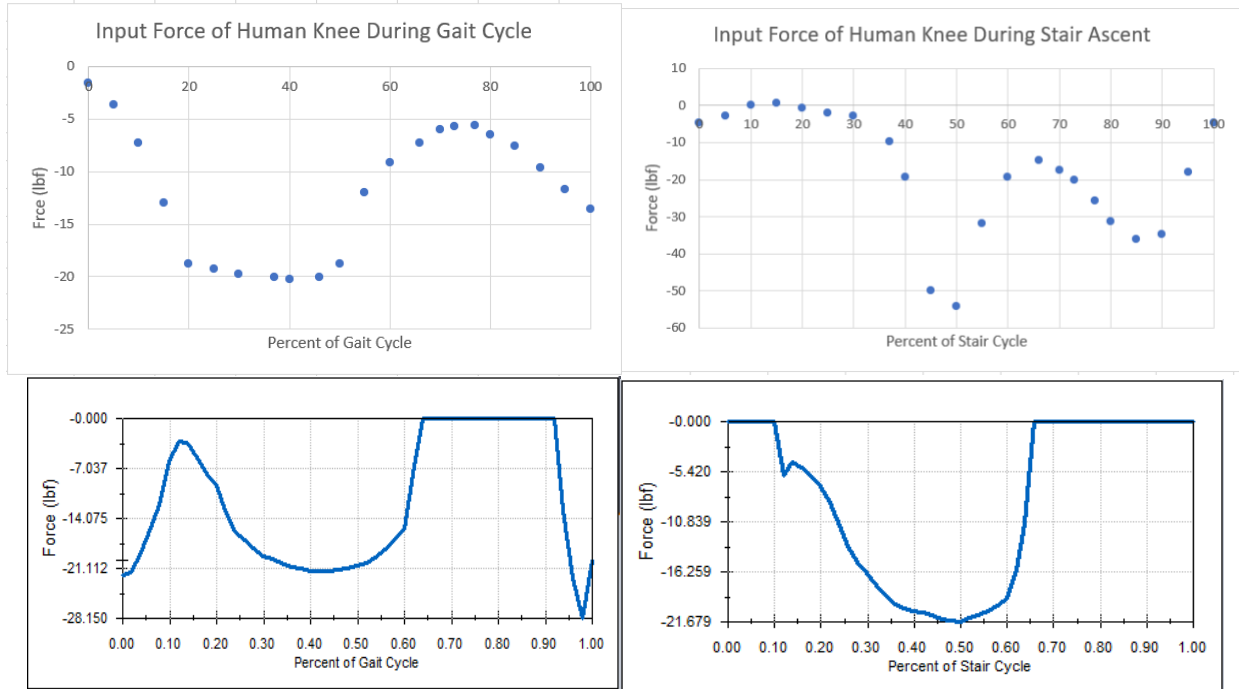 Input Force of Human Knee During Gait Cycle
0
0 20 40 60 80 100
-5
-10
-15
-20
-25
Frce (lbf)
Percent of Gait Cycle
Input Force of Human Knee During Stair Ascent
10
0
0 10 20 30 40 50 60 70 80 90 100
-10
-20
-30
-40
-50
-60
Force (lbf)
Percent of Stair Cycle
-0.000
-7.037
-14.075
-21.112
-28.150
Force (lbf)
0.00 0.10 0.20 0.30 0.40 0.50 0.60 0.70 0.80 0.90 1.00
Percent of Gait Cycle
-0.000
-5.420
-10.839
-16.259
-21.679
Force (lbf)
0.00 0.10 0.20 0.30 0.40 0.50 0.60 0.70 0.80 0.90 1.00
Percent of Stair Cycle